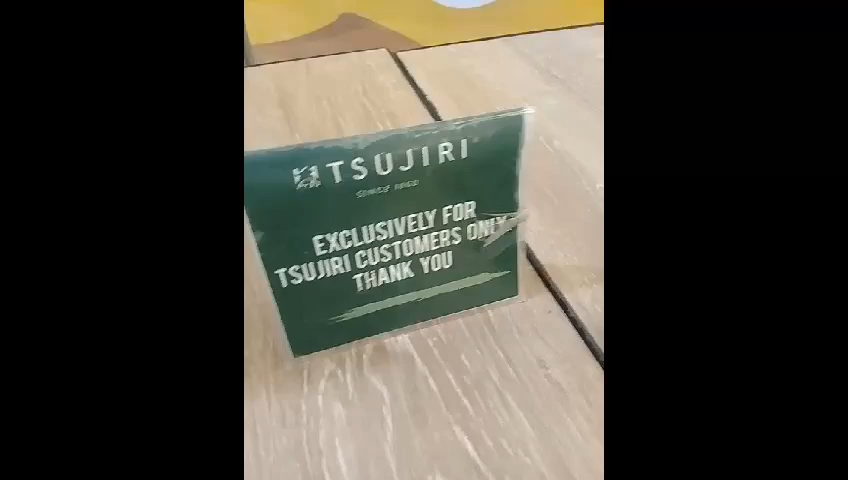 TSUJIRI
EXCLUSIVELY FOR
TSUJIRI CUSTOMERS ONLY
THANK YOU